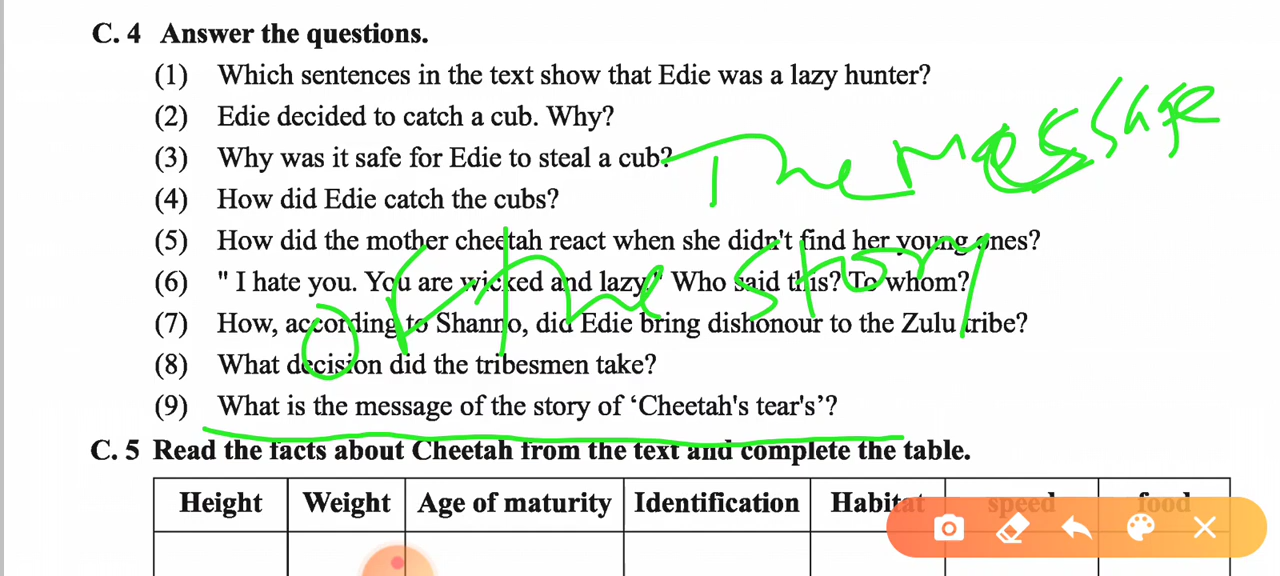 C. 4 Answer the questions.
(1) Which sentences in the text show that Edie was a lazy hunter?
(2) Edie decided to catch a cub. Why?
(3) Why was it safe for Edie to steal a cub?
The Message
(4) How did Edie catch the cubs?
(5) How did the mother cheetah react when she didn't find her young ones?
(6) " I hate you. You are wicked and lazy." Who said this? To whom?
of the story
(7) How, according to Shanno, did Edie bring dishonour to the Zulu tribe?
(8) What decision did the tribesmen take?
(9) What is the message of the story of ‘Cheetah's tear's’?
C. 5 Read the facts about Cheetah from the text and complete the table.
Height Weight Age of maturity Identification Habitat speed food